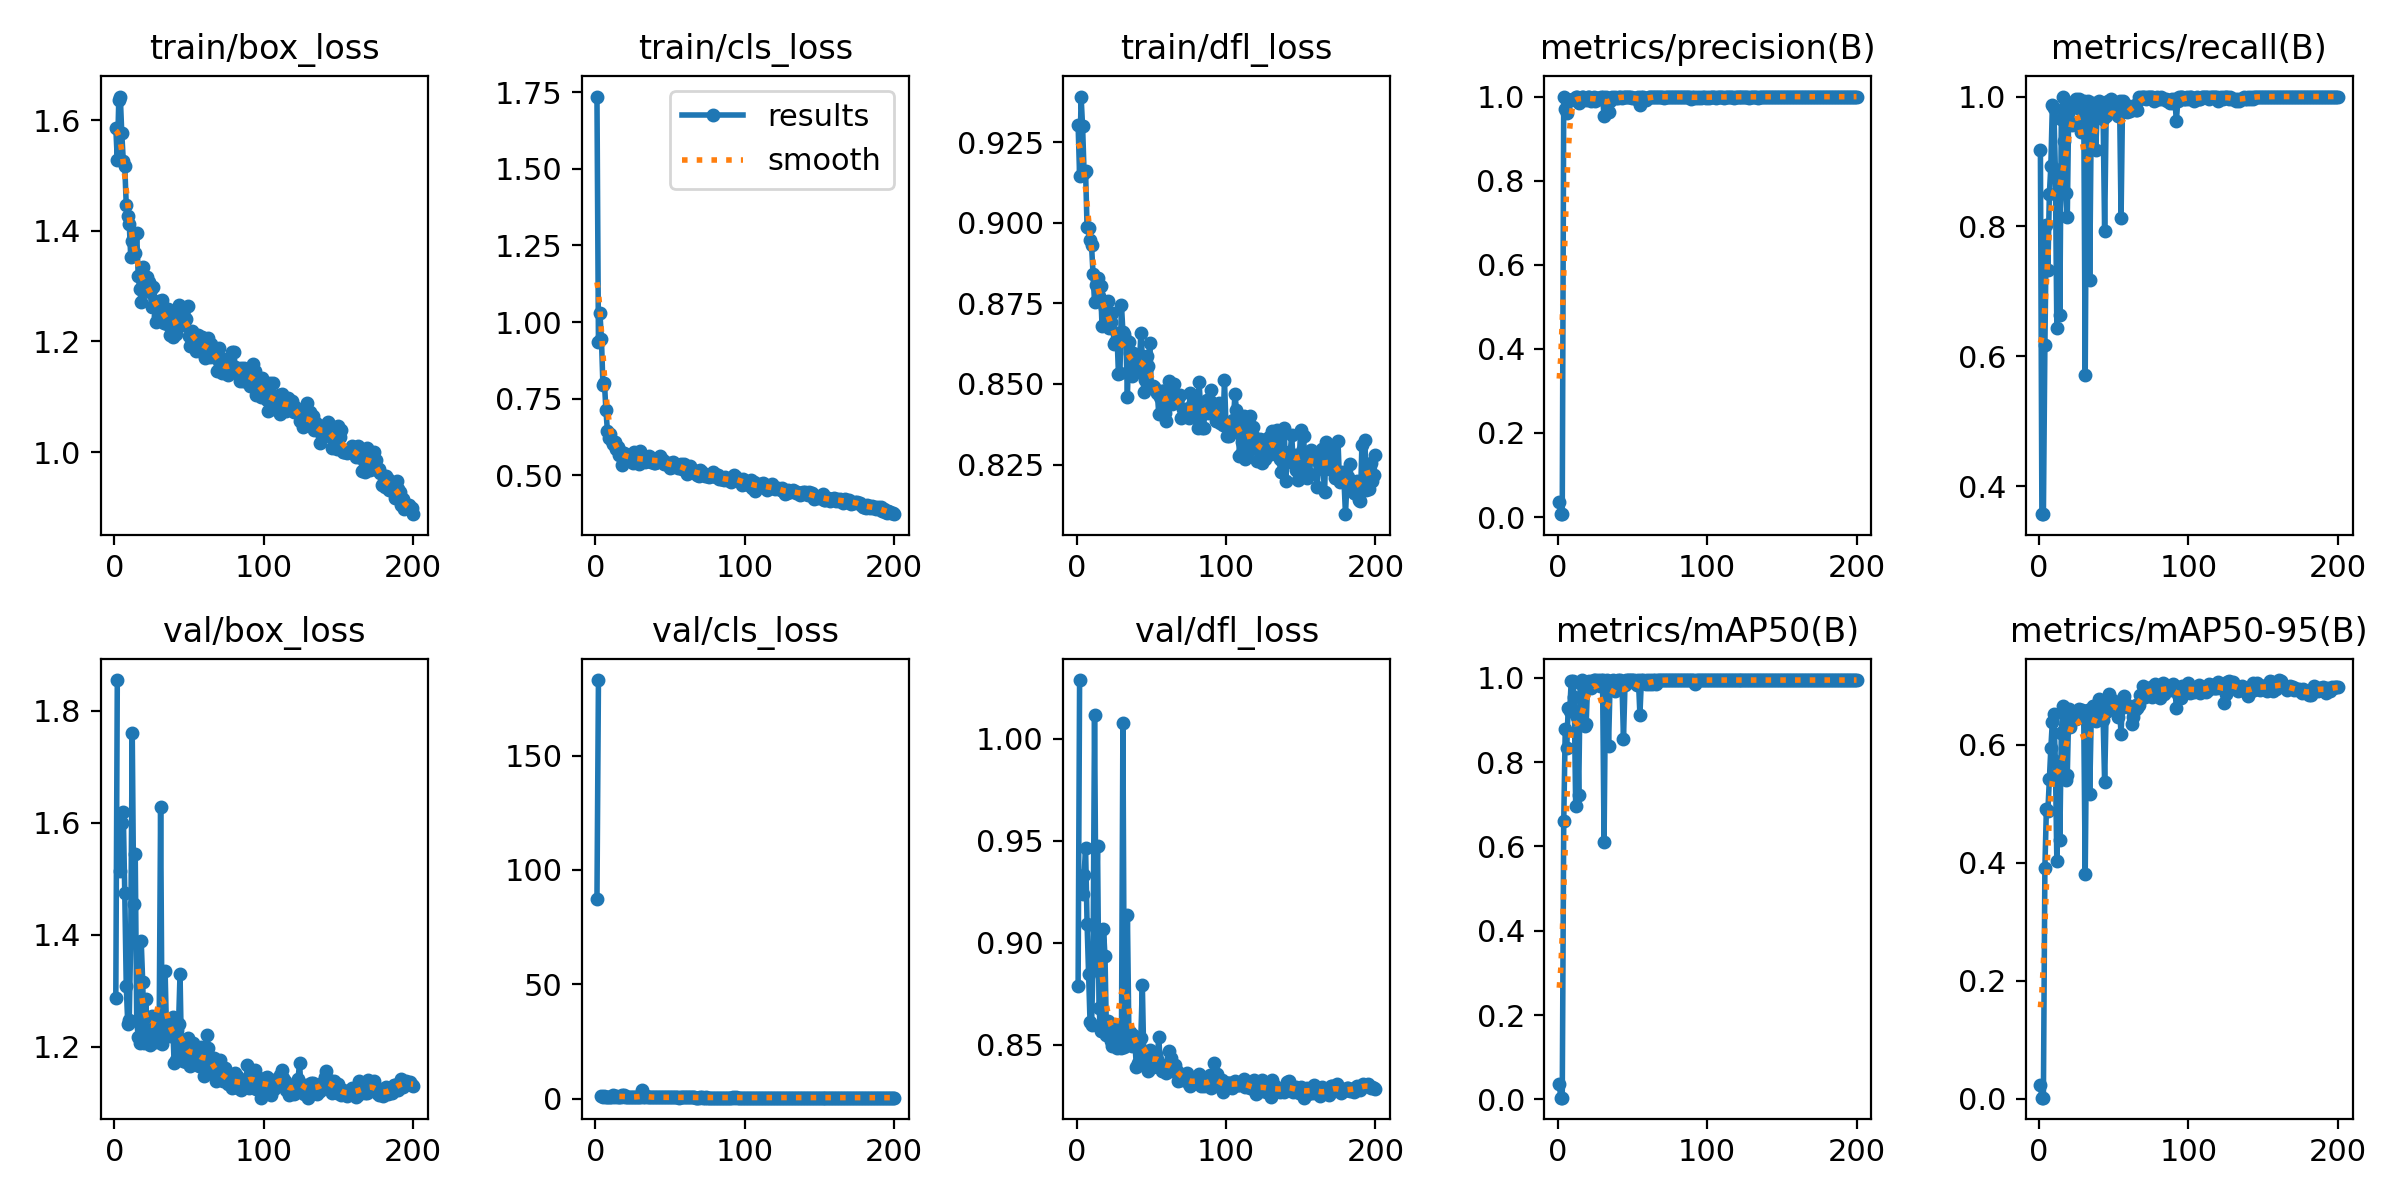 train/box_loss
1.6
1.4
1.2
1.0
0 100 200
train/cls_loss
results
smooth
1.75
1.50
1.25
1.00
0.75
0.50
0 100 200
train/dfl_loss
0.925
0.900
0.875
0.850
0.825
0 100 200
metrics/precision(B)
1.0
0.8
0.6
0.4
0.2
0.0
0 100 200
metrics/recall(B)
1.0
0.8
0.6
0.4
0 100 200
val/box_loss
1.8
1.6
1.4
1.2
0 100 200
val/cls_loss
150
100
50
0
0 100 200
val/dfl_loss
1.00
0.95
0.90
0.85
0 100 200
metrics/mAP50(B)
1.0
0.8
0.6
0.4
0.2
0.0
0 100 200
metrics/mAP50-95(B)
0.6
0.4
0.2
0.0
0 100 200